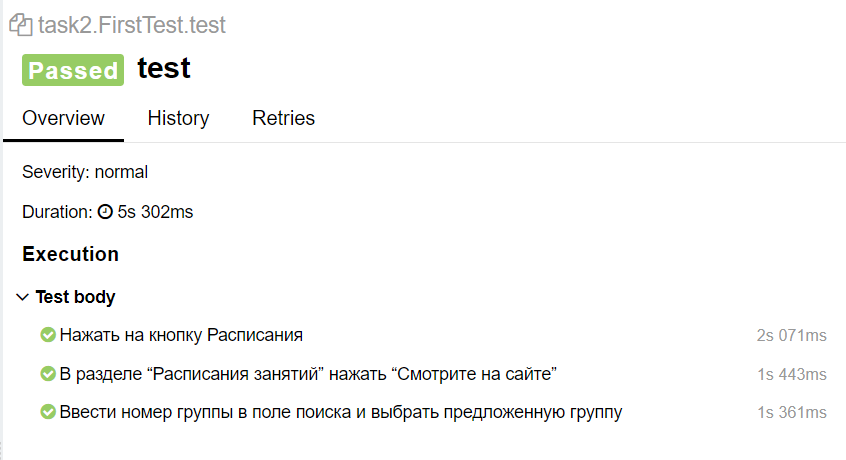 task2.FirstTest.test
Passed test
Overview History Retries
Severity: normal
Duration: 5s 302ms
Execution
Test body
Нажать на кнопку Расписания 2s 071ms
В разделе “Расписания занятий” нажать “Смотрите на сайте” 1s 443ms
Ввести номер группы в поле поиска и выбрать предложенную группу 1s 361ms